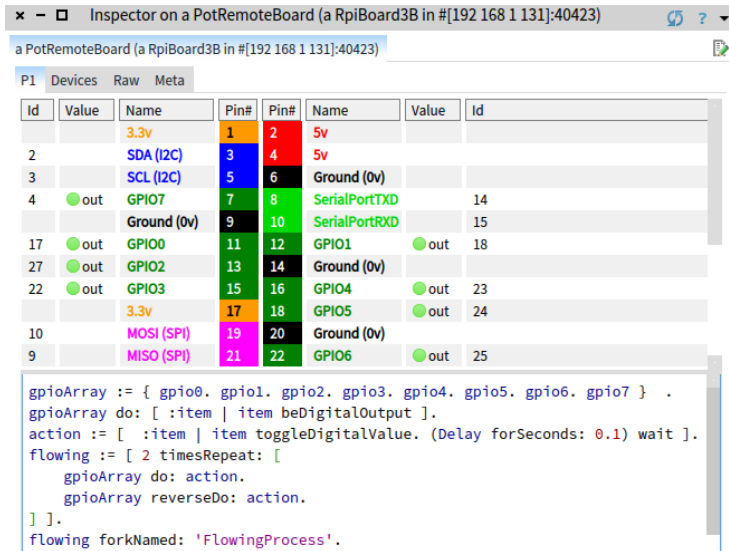 Inspector on a PotRemoteBoard (a RpiBoard3B in #[192 168 1 131]:40423)
a PotRemoteBoard (a RpiBoard3B in #[192 168 1 131]:40423)
P1 Devices Raw Meta
Id Value Name Pin# Pin# Name Value Id
3.3v 1 2 5v
2 SDA (I2C) 3 4 5v
3 SCL (I2C) 5 6 Ground (0v)
4 out GPIO7 7 8 SerialPortTXD 14
Ground (0v) 9 10 SerialPortRXD 15
17 out GPIO0 11 12 GPIO1 out 18
27 out GPIO2 13 14 Ground (0v)
22 out GPIO3 15 16 GPIO4 out 23
3.3v 17 18 GPIO5 out 24
10 MOSI (SPI) 19 20 Ground (0v)
9 MISO (SPI) 21 22 GPIO6 out 25
gpioArray := { gpio0. gpio1. gpio2. gpio3. gpio4. gpio5. gpio6. gpio7 } .
gpioArray do: [ :item | item beDigitalOutput ].
action := [ :item | item toggleDigitalValue. (Delay forSeconds: 0.1) wait ].
flowing := [ 2 timesRepeat: [
gpioArray do: action.
gpioArray reverseDo: action.
] ].
flowing forkNamed: 'FlowingProcess'.